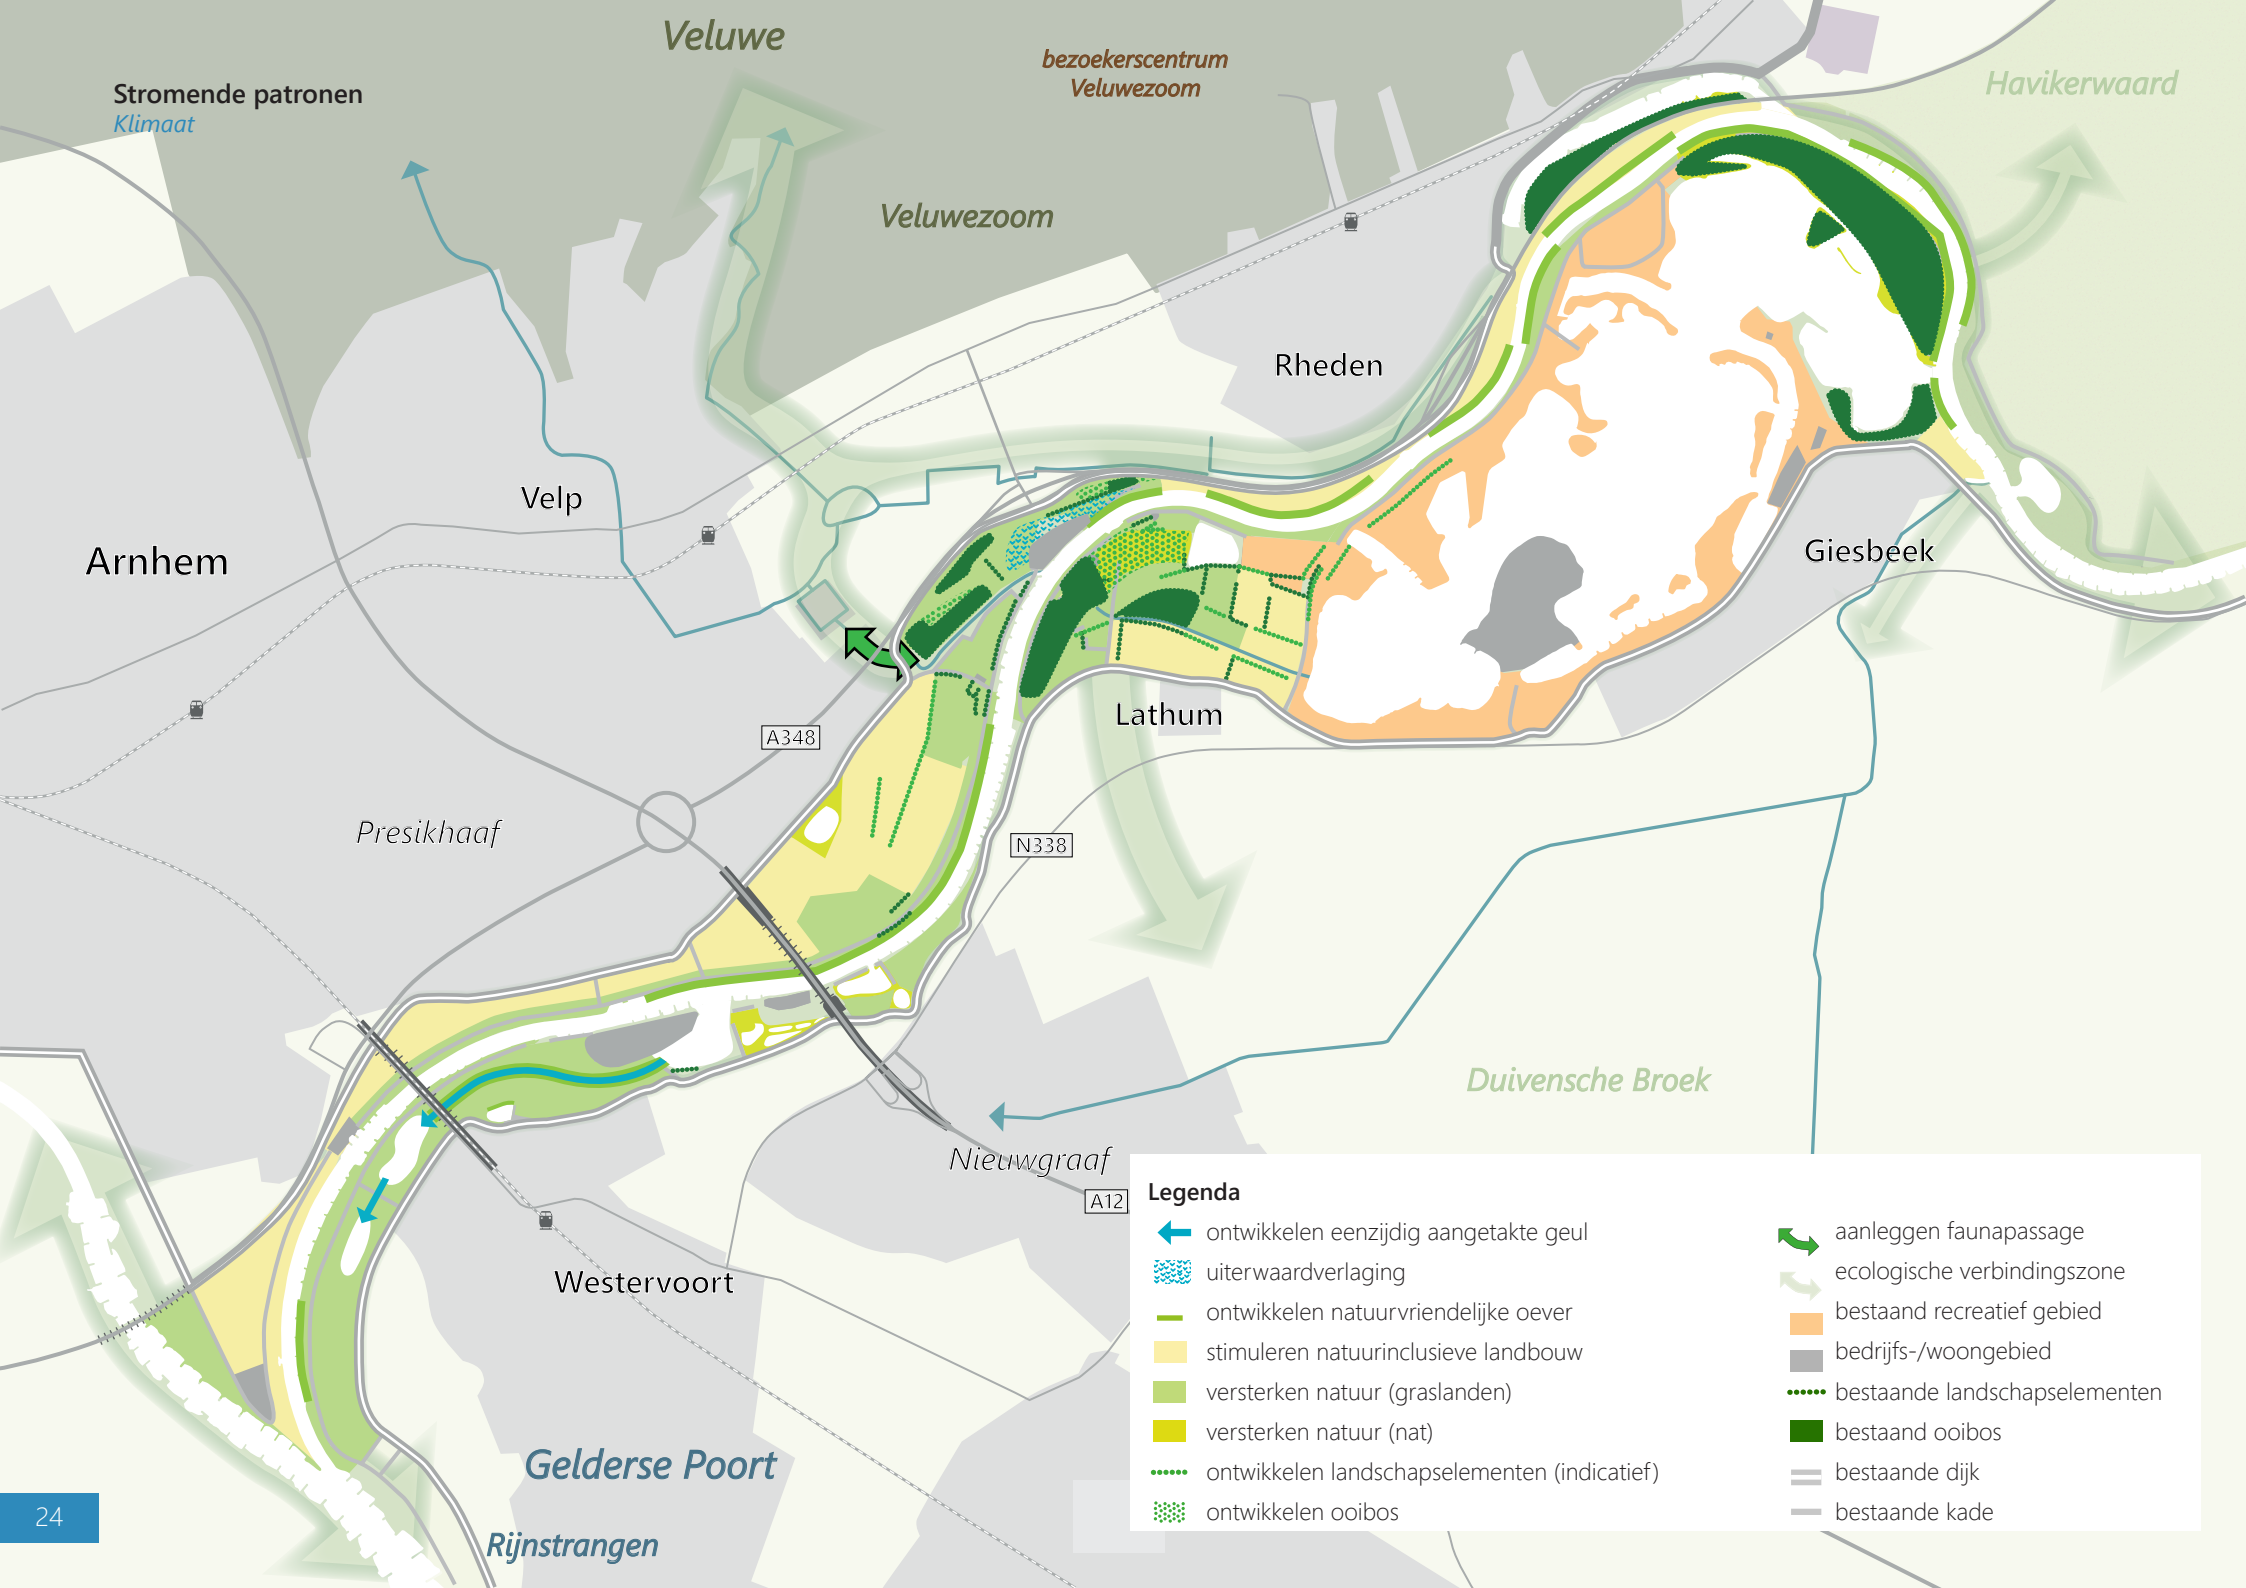 Veluwe
bezoekerscentrum
Veluwezoom
Stromende patronen
Klimaat
Havikerwaard
Veluwezoom
Rheden
Velp
Arnhem
Giesbeek
Lathum
A348
Presikhaaf
N338
Duivensche Broek
Nieuwgraaf
A12
Westervoort
Gelderse Poort
Rijnstrangen
24
Legenda
ontwikkelen eenzijdig aangetakte geul
uiterwaardverlaging
ontwikkelen natuurvriendelijke oever
stimuleren natuurinclusieve landbouw
versterken natuur (graslanden)
versterken natuur (nat)
ontwikkelen landschapselementen (indicatief)
ontwikkelen ooibos
aanleggen faunapassage
ecologische verbindingszone
bestaand recreatief gebied
bedrijfs-/woongebied
bestaande landschapselementen
bestaand ooibos
bestaande dijk
bestaande kade